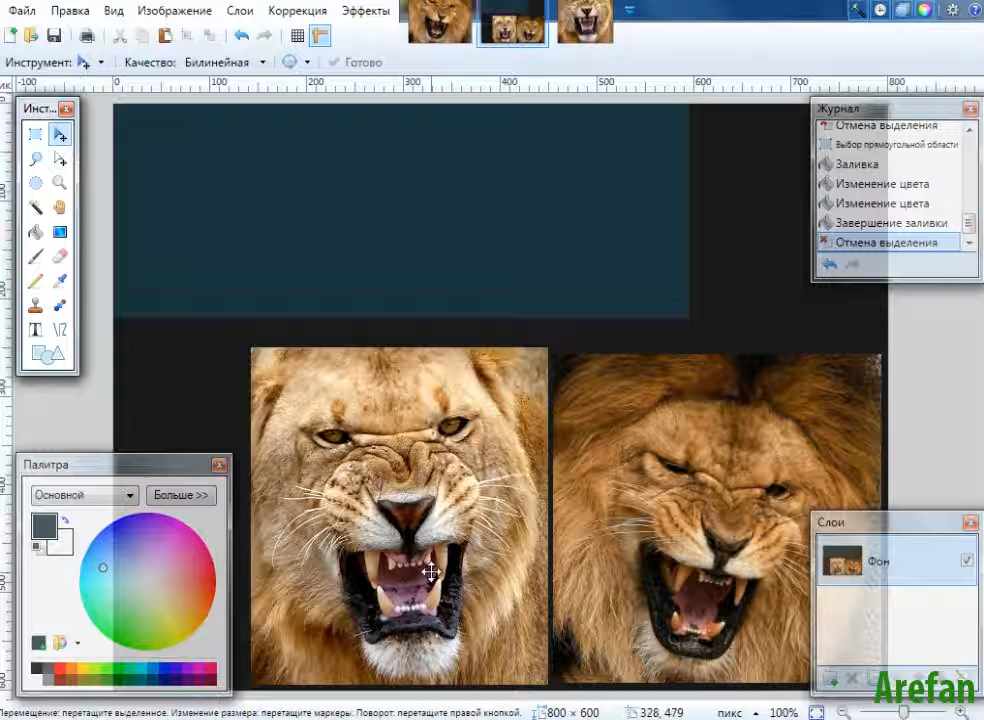 Файл Правка Вид Изображение Слои Коррекция Эффекты
Инструмент: Качество: Билинейная Готово
-100 0 100 200 300 400 500 600 700 800
Инст...
Журнал
Отмена выделения
Выбор прямоугольной области
Заливка
Изменение цвета
Изменение цвета
Завершение заливки
Отмена выделения
Палитра
Основной Больше >>
Слои
Фон
Arefan
Перемещение: перетащите выделенное. Изменение размера: перетащите маркеры. Поворот: перетащите правой кнопкой. 800 × 600 328, 479 пикс 100%